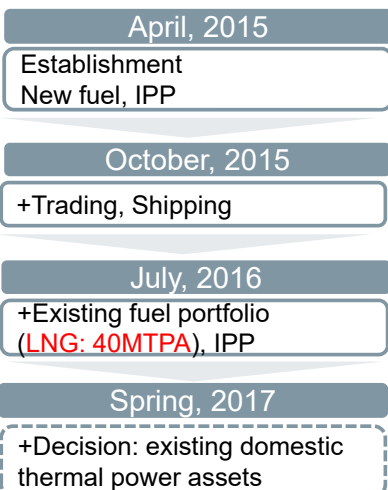 April, 2015
Establishment
New fuel, IPP
October, 2015
+Trading, Shipping
July, 2016
+Existing fuel portfolio
(LNG: 40MTPA), IPP
Spring, 2017
+Decision: existing domestic
thermal power assets